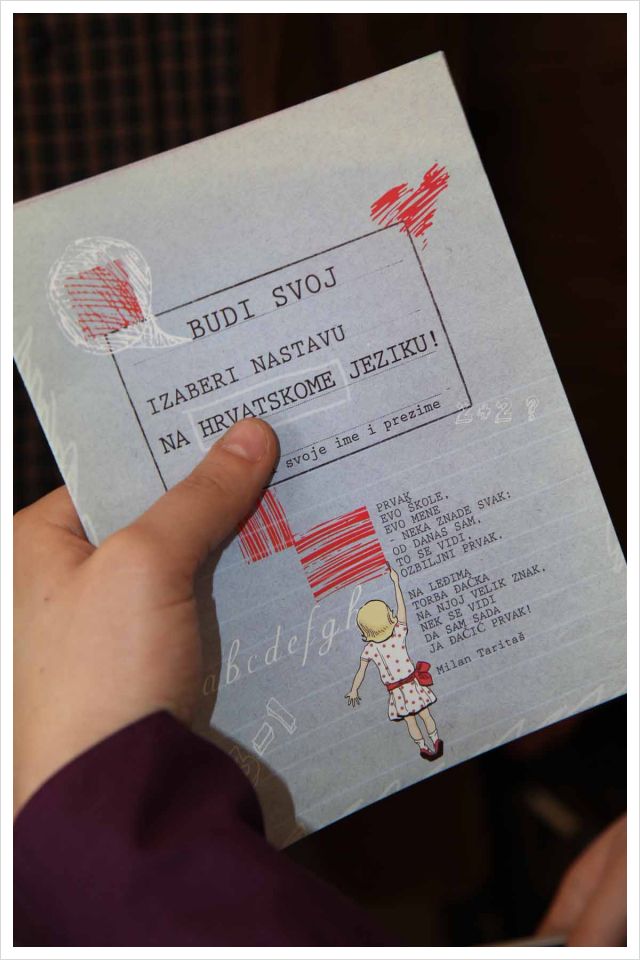 BUDI SVOJ
IZABERI NASTAVU
NA HRVATSKOME JEZIKU!
svoje ime i prezime
2+2 ?
PRVAK
EVO ŠKOLE,
EVO MENE
- NEKA ZNADE SVAK:
OD DANAS SAM,
TO SE VIDI,
OZBILJNI PRVAK.
NA LEĐIMA
TORBA ĐAČKA
NA NJOJ VELIK ZNAK,
NEK SE VIDI
DA SAM SADA
JA ĐAČIĆ PRVAK!
Milan Taritaš
abcdefgh